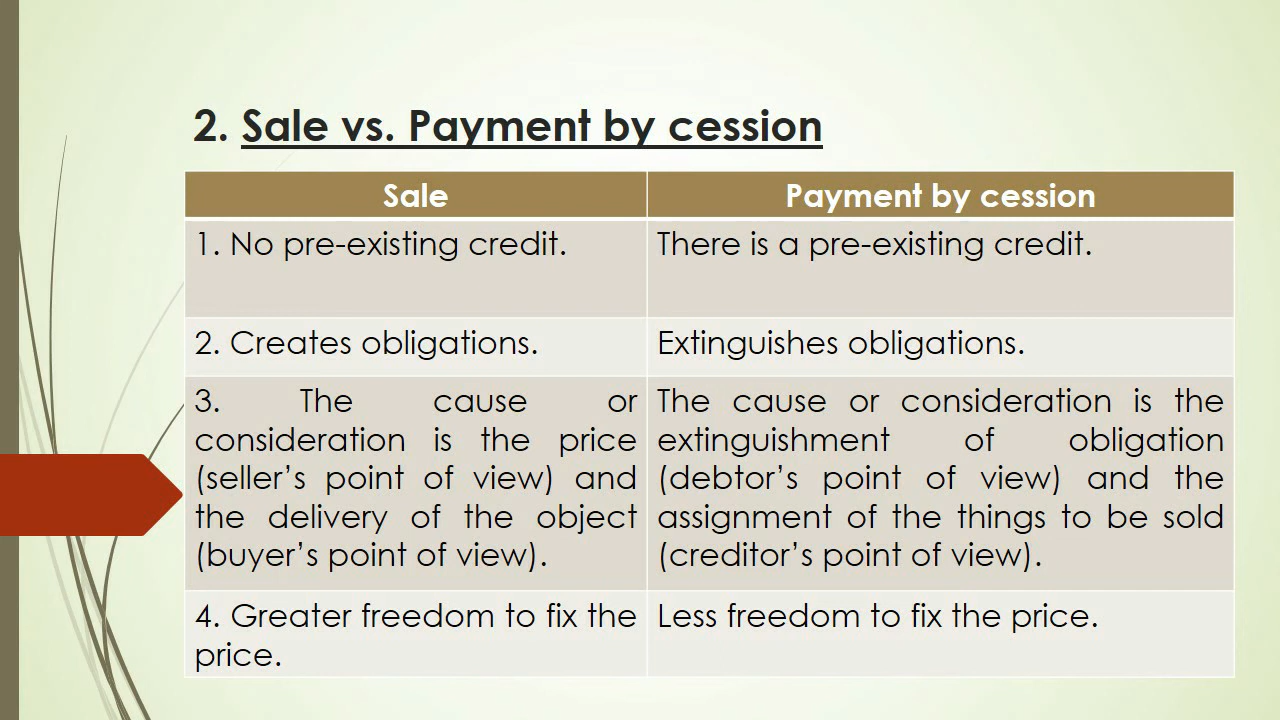 2. Sale vs. Payment by cession
Sale
Payment by cession
1. No pre-existing credit.
There is a pre-existing credit.
2. Creates obligations.
Extinguishes obligations.
3. The cause or
consideration is the price
(seller’s point of view) and
the delivery of the object
(buyer’s point of view).
The cause or consideration is the
extinguishment of obligation
(debtor’s point of view) and the
assignment of the things to be sold
(creditor’s point of view).
4. Greater freedom to fix the
price.
Less freedom to fix the price.